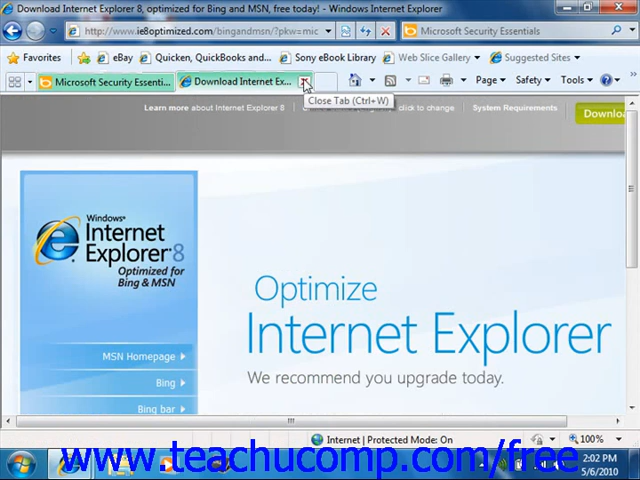 Download Internet Explorer 8, optimized for Bing and MSN, free today! - Windows Internet Explorer
http://www.ie8optimized.com/bingandmsn/?pkw=mic
Microsoft Security Essentials
Favorites eBay Quicken, QuickBooks and... Sony eBook Library Web Slice Gallery Suggested Sites
Microsoft Security Essenti... Download Internet Ex... Page Safety Tools
Close Tab (Ctrl+W)
Learn more about Internet Explorer 8 click to change. System Requirements Downlo
Windows®
Internet
Explorer 8
Optimized for
Bing & MSN
Optimize
Internet Explorer
We recommend you upgrade today.
MSN Homepage
Bing
Bing bar
Internet | Protected Mode: On 100%
www.teachucomp.com/free
2:02 PM
5/6/2010